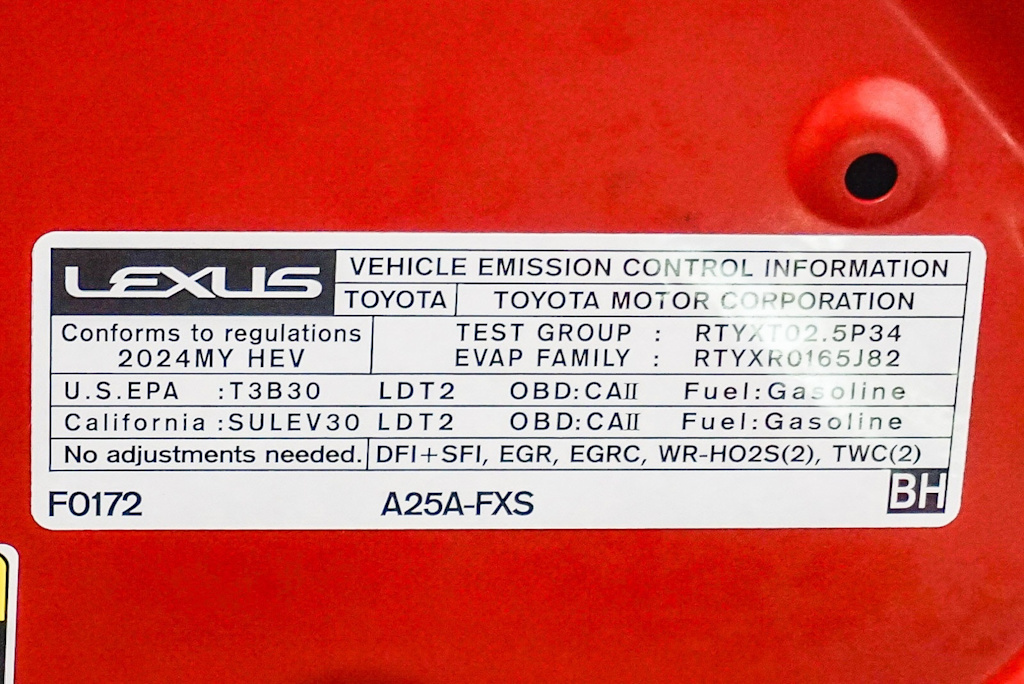 LEXUS VEHICLE EMISSION CONTROL INFORMATION
TOYOTA TOYOTA MOTOR CORPORATION
Conforms to regulations TEST GROUP : RTYXT02.5P34
2024MY HEV EVAP FAMILY : RTYXR0165J82
U.S.EPA :T3B30 LDT2 OBD:CAII Fuel:Gasoline
California :SULEV30 LDT2 OBD:CAII Fuel:Gasoline
No adjustments needed. DFI+SFI, EGR, EGRC, WR-HO2S(2), TWC(2)
F0172 A25A-FXS BH